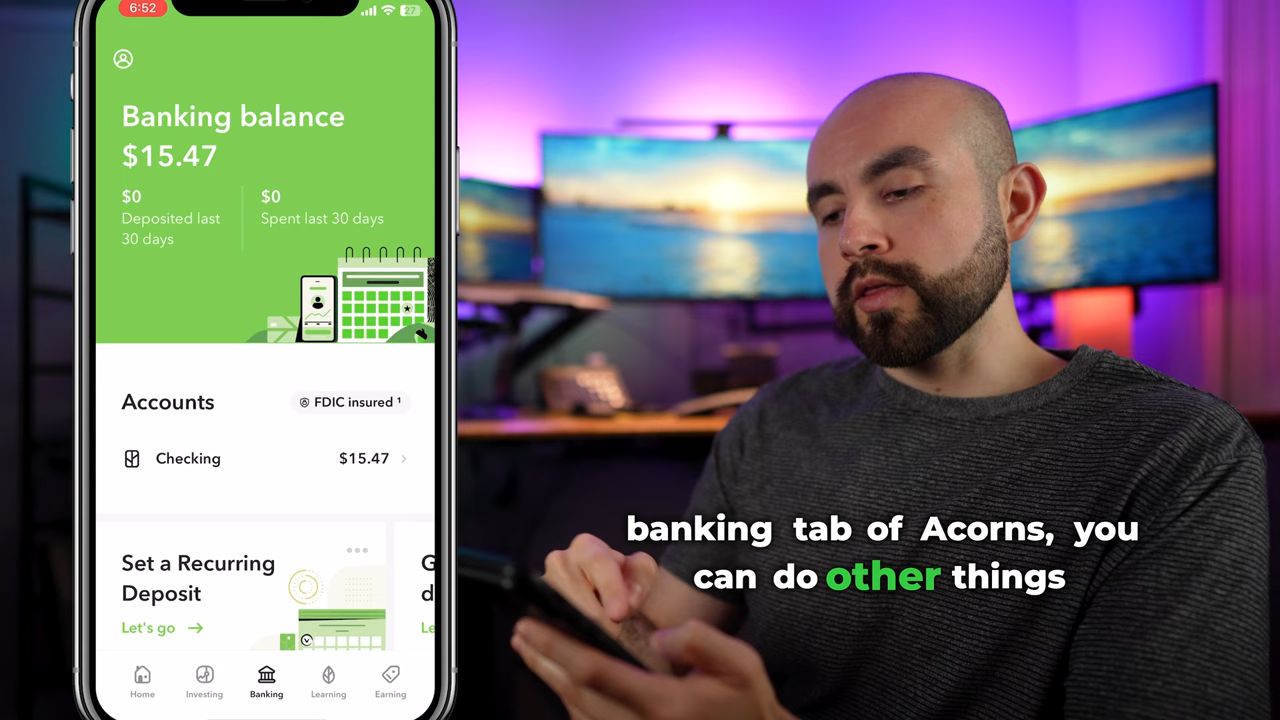 6:52
27
Banking balance
$15.47
$0
Deposited last
30 days
$0
Spent last 30 days
Accounts
FDIC insured ¹
Checking
$15.47
Set a Recurring
Deposit
Let's go →
G
d
Le
Home
Investing
Banking
Learning
Earning
banking tab of Acorns, you
can do other things